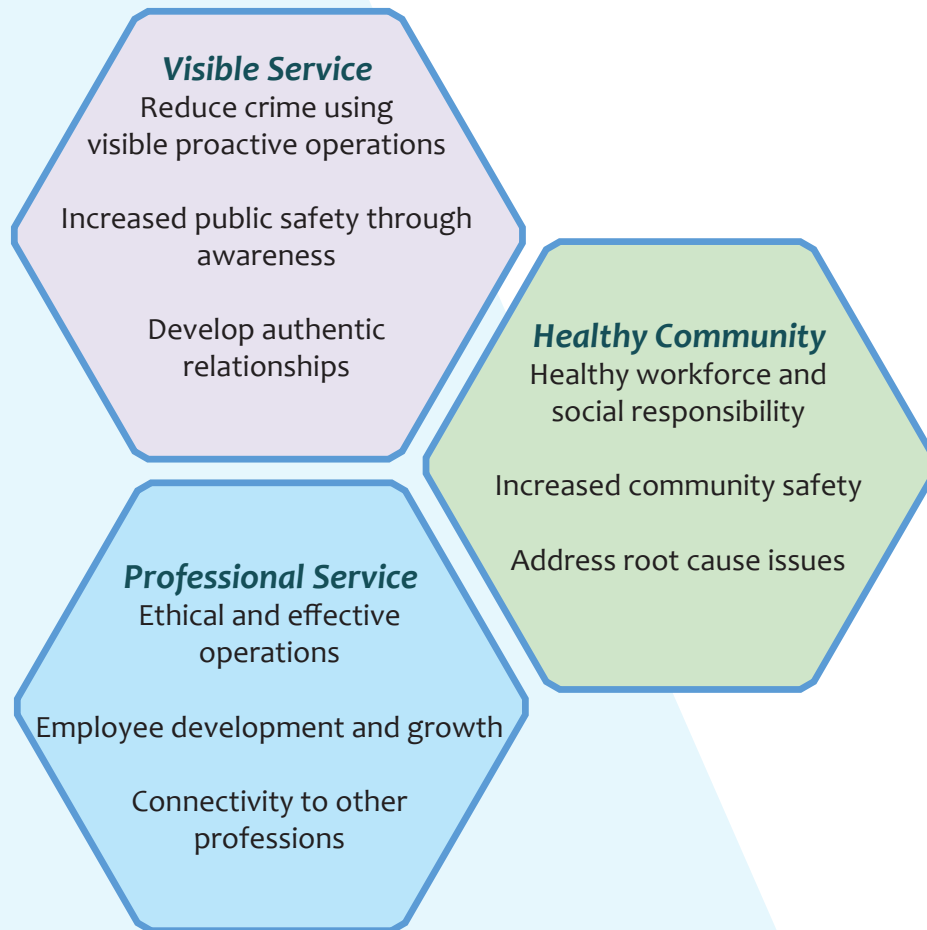 Visible Service
Reduce crime using
visible proactive operations
Increased public safety through
awareness
Develop authentic
relationships
Healthy Community
Healthy workforce and
social responsibility
Increased community safety
Address root cause issues
Professional Service
Ethical and effective
operations
Employee development and growth
Connectivity to other
professions